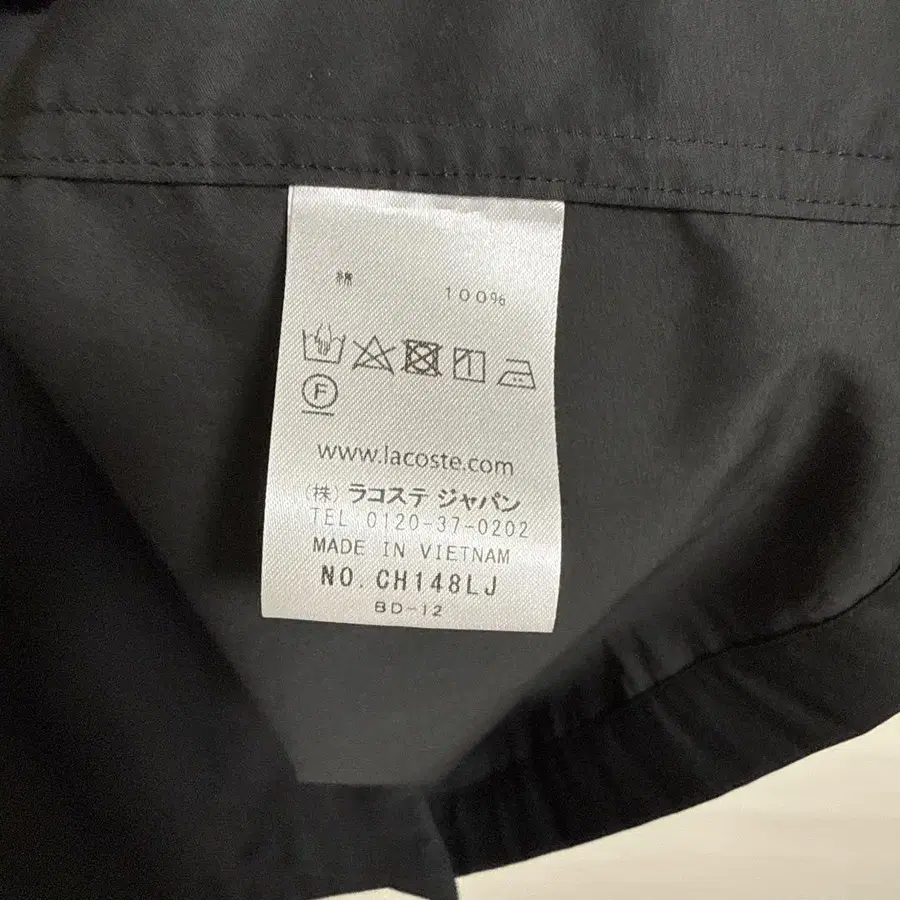 綿 100%
F
www.lacoste.com
(株) ラコステ ジャパン
TEL 0120-37-0202
MADE IN VIETNAM
NO. CH148LJ
BD-12